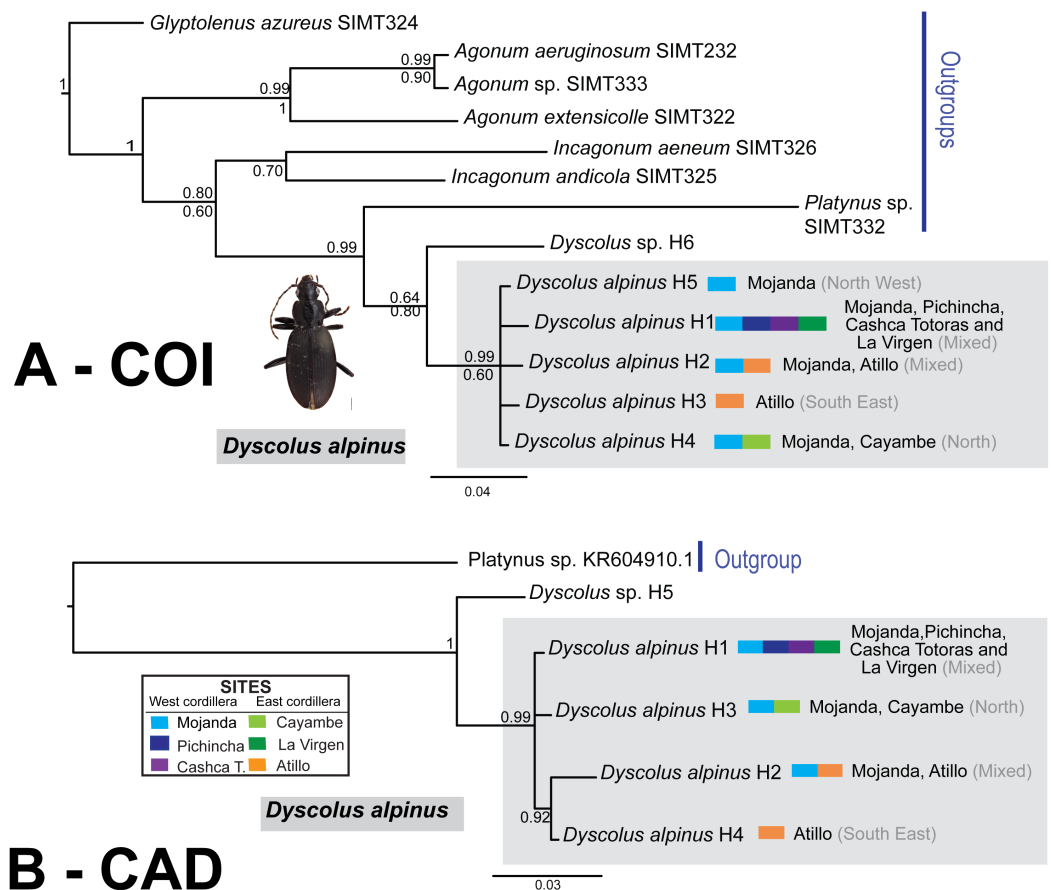 Glyptolenus azureus SIMT324
0.99
0.90
Agonum aeruginosum SIMT232
Agonum sp. SIMT333
1
0.99
1
Agonum extensicolle SIMT322
Outgroups
1
Incagonum aeneum SIMT326
0.70
Incagonum andicola SIMT325
0.80
0.60
Platynus sp.
SIMT332
0.99
Dyscolus sp. H6
0.64
0.80
Dyscolus alpinus H5 Mojanda (North West)
Dyscolus alpinus H1 Mojanda, Pichincha,
Cashca Totoras and
La Virgen (Mixed)
0.99
0.60
Dyscolus alpinus H2 Mojanda, Atillo (Mixed)
Dyscolus alpinus H3 Atillo (South East)
Dyscolus alpinus H4 Mojanda, Cayambe (North)
A - COI
Dyscolus alpinus
0.04
Platynus sp. KR604910.1
Outgroup
Dyscolus sp. H5
1
Dyscolus alpinus H1 Mojanda,Pichincha,
Cashca Totoras and
La Virgen (Mixed)
0.99
Dyscolus alpinus H3 Mojanda, Cayambe (North)
Dyscolus alpinus H2 Mojanda, Atillo (Mixed)
0.92
Dyscolus alpinus H4 Atillo (South East)
SITES
West cordillera East cordillera
Mojanda Cayambe
Pichincha La Virgen
Cashca T. Atillo
Dyscolus alpinus
B - CAD
0.03